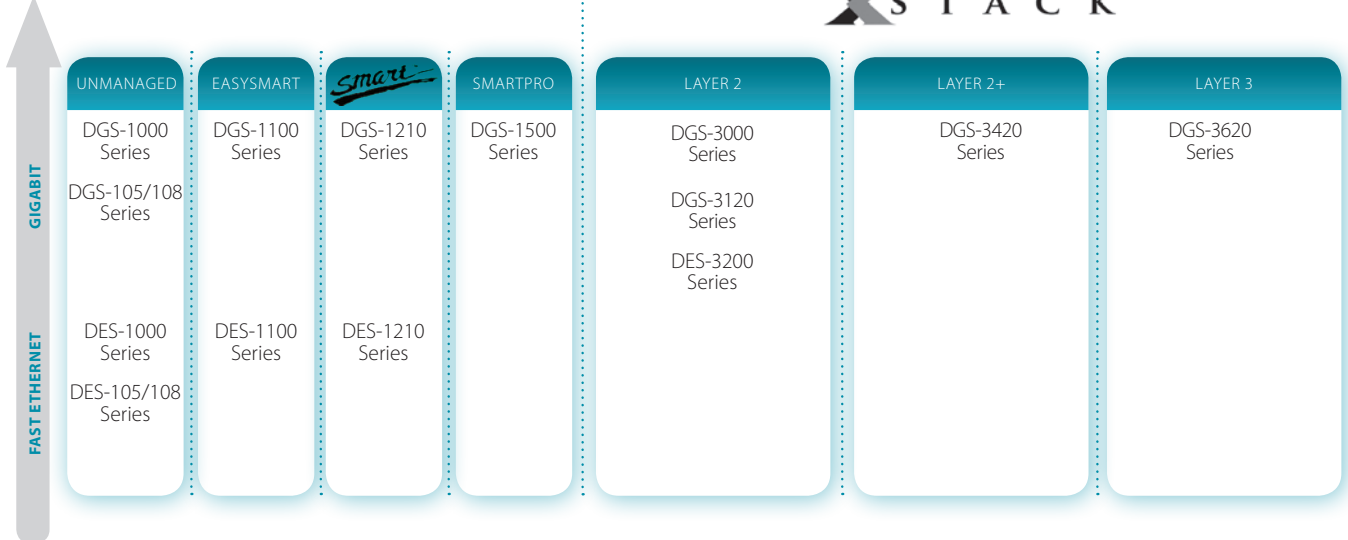 STACK
UNMANAGED
EASYSMART
smart
SMARTPRO
LAYER 2
LAYER 2+
LAYER 3
GIGABIT
DGS-1000
Series
DGS-105/108
Series
DGS-1100
Series
DGS-1210
Series
DGS-1500
Series
DGS-3000
Series
DGS-3120
Series
DES-3200
Series
DGS-3420
Series
DGS-3620
Series
FAST ETHERNET
DES-1000
Series
DES-105/108
Series
DES-1100
Series
DES-1210
Series